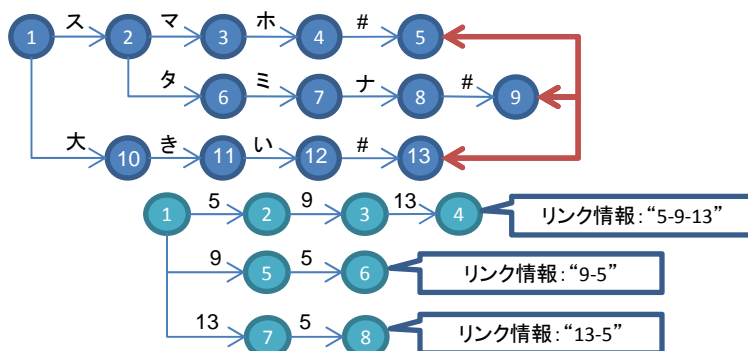 ス マ ホ #
1 2 3 4 5
タ ミ ナ #
6 7 8 9
大 き い #
10 11 12 13
5 9 13
1 2 3 4
リンク情報:“5-9-13”
9 5
5 6
リンク情報:“9-5”
13 5
7 8
リンク情報:“13-5”